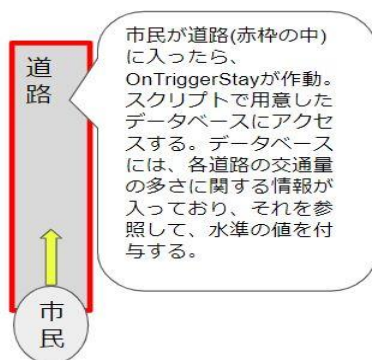 道
路
市民が道路(赤枠の中)
に入ったら、
OnTriggerStayが作動。
スクリプトで用意した
データベースにアクセ
スする。データベース
には、各道路の交通量
の多さに関する情報が
入っており、それを参
照して、水準の値を付
与する。
市
民